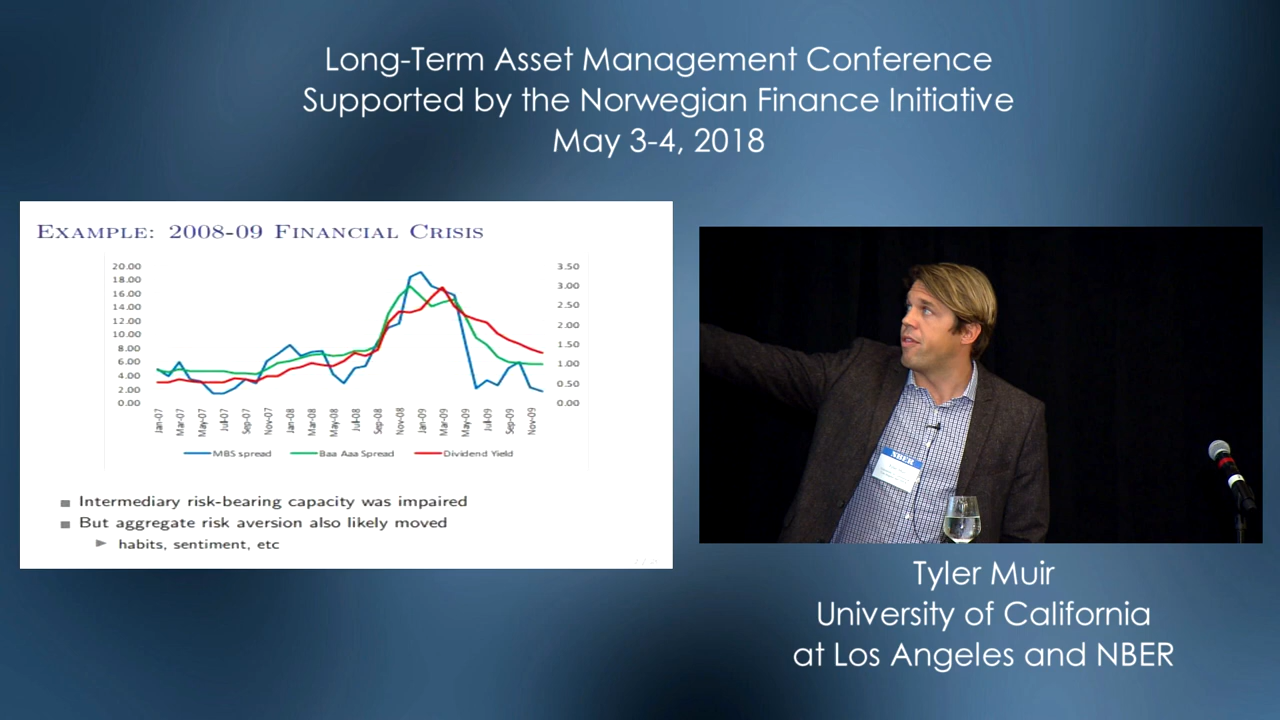 Long-Term Asset Management Conference
Supported by the Norwegian Finance Initiative
May 3-4, 2018
EXAMPLE: 2008-09 FINANCIAL CRISIS
20.00
18.00
16.00
14.00
12.00
10.00
8.00
6.00
4.00
2.00
0.00
3.50
3.00
2.50
2.00
1.50
1.00
0.50
0.00
Jan-07
Mar-07
May-07
Jul-07
Sep-07
Nov-07
Jan-08
Mar-08
May-08
Jul-08
Sep-08
Nov-08
Jan-09
Mar-09
May-09
Jul-09
Sep-09
Nov-09
MBS spread
Baa Aaa Spread
Dividend Yield
Intermediary risk-bearing capacity was impaired
But aggregate risk aversion also likely moved
habits, sentiment, etc
NBER
Tyler Muir
University of California
at Los Angeles and NBER